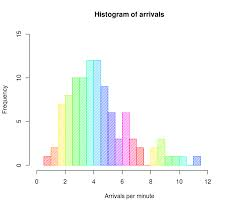 Histogram of arrivals
Frequency
15
10
5
0
0 2 4 6 8 10 12
Arrivals per minute